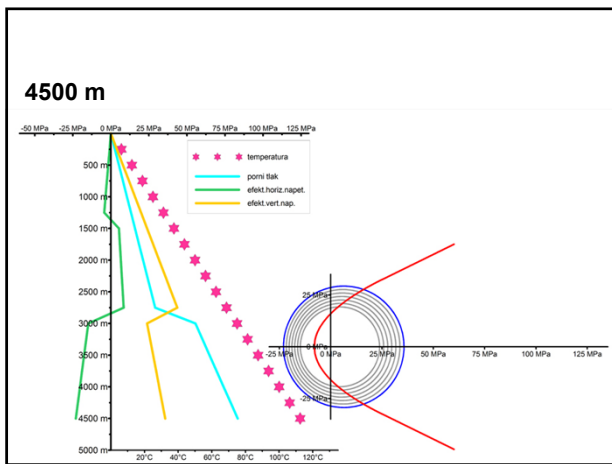 4500 m
-50 MPa -25 MPa 0 MPa 25 MPa 50 MPa 75 MPa 100 MPa 125 MPa
temperatura
porni tlak
efekt.horiz.napet.
efekt.vert.nap.
500 m
1000 m
1500 m
2000 m
2500 m
3000 m
3500 m
4000 m
4500 m
5000 m
20°C 40°C 60°C 80°C 100°C 120°C
25 MPa
-25 MPa 0 MPa 25 MPa 50 MPa 75 MPa 100 MPa 125 MPa
-25 MPa